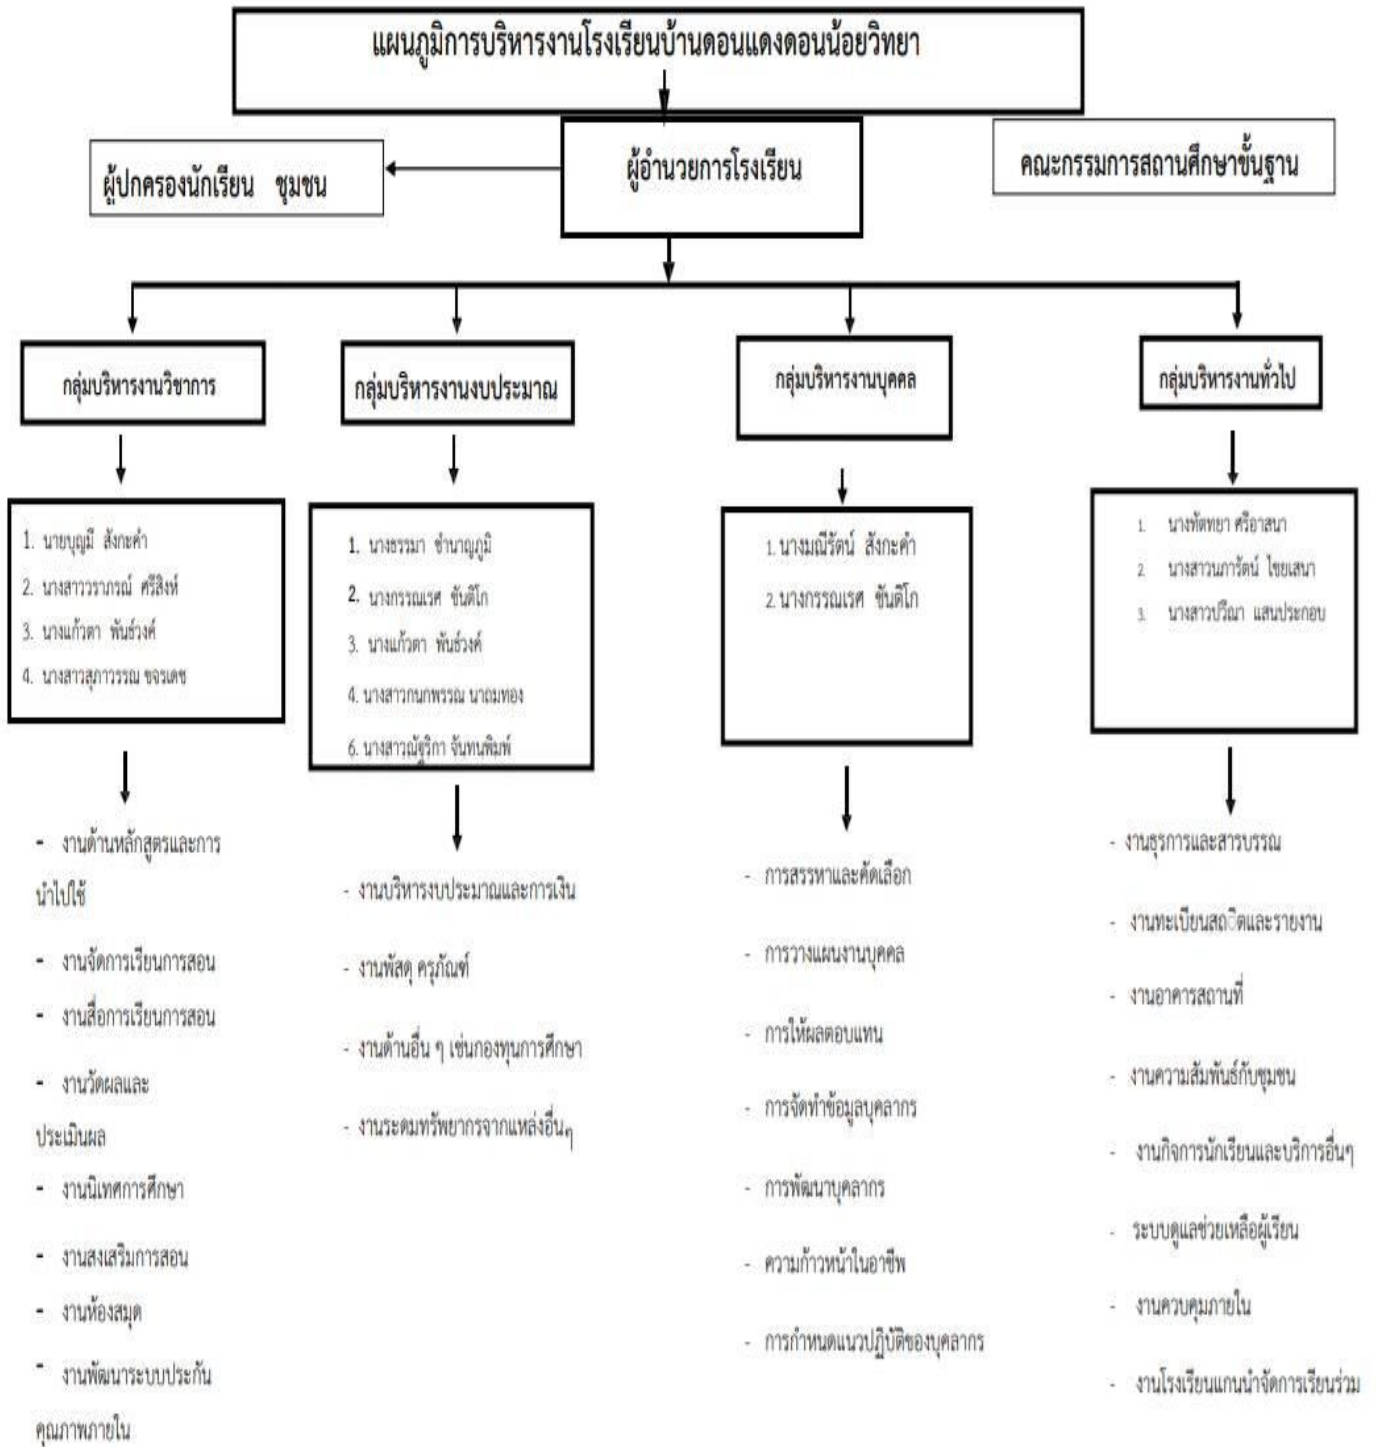 แผนภูมิการบริหารงานโรงเรียนบ้านดอนแดงดอนน้อยวิทยา
ผู้ปกครองนักเรียน ชุมชน
ผู้อำนวยการโรงเรียน
คณะกรรมการสถานศึกษาขั้นฐาน
กลุ่มบริหารงานวิชาการ
1. นายบุญมี สังกะคำ
2. นางสาววราภรณ์ ศรีสิงห์
3. นางแก้วตา พันธ์วงค์
4. นางสาวสุภาวรรณ ขจรเดช
- งานด้านหลักสูตรและการ
นำไปใช้
- งานจัดการเรียนการสอน
- งานสื่อการเรียนการสอน
- งานวัดผลและ
ประเมินผล
- งานนิเทศการศึกษา
- งานสงเสริมการสอน
- งานห้องสมุด
- งานพัฒนาระบบประกัน
คุณภาพภายใน
กลุ่มบริหารงานงบประมาณ
1. นางธรรมา ชำนาญภูมิ
2. นางกรรณเรศ ขันติโก
3. นางแก้วตา พันธ์วงค์
4. นางสาวกนกพรรณ นาถมทอง
6. นางสาวณัฐริกา จันทนพิมพ์
- งานบริหารงบประมาณและการเงิน
- งานพัสดุ ครุภัณฑ์
- งานด้านอื่น ๆ เช่นกองทุนการศึกษา
- งานระดมทรัพยากรจากแหล่งอื่นๆ
กลุ่มบริหารงานบุคคล
1. นางมณีรัตน์ สังกะคำ
2. นางกรรณเรศ ขันติโก
- การสรรหาและคัดเลือก
- การวางแผนงานบุคคล
- การให้ผลตอบแทน
- การจัดทำข้อมูลบุคลากร
- การพัฒนาบุคลากร
- ความก้าวหน้าในอาชีพ
- การกำหนดแนวปฏิบัติของบุคลากร
กลุ่มบริหารงานทั่วไป
1. นางทัตทยา ศรีอาสนา
2. นางสาวนภารัตน์ ไชยเสนา
3. นางสาวปวีณา แสนประกอบ
- งานธุรการและสารบรรณ
- งานทะเบียนสถิตและรายงาน
- งานอาคารสถานที่
- งานความสัมพันธ์กับชุมชน
- งานกิจการนักเรียนและบริการอื่นๆ
- ระบบดูแลช่วยเหลือผู้เรียน
- งานควบคุมภายใน
- งานโรงเรียนแกนนำจัดการเรียนร่วม